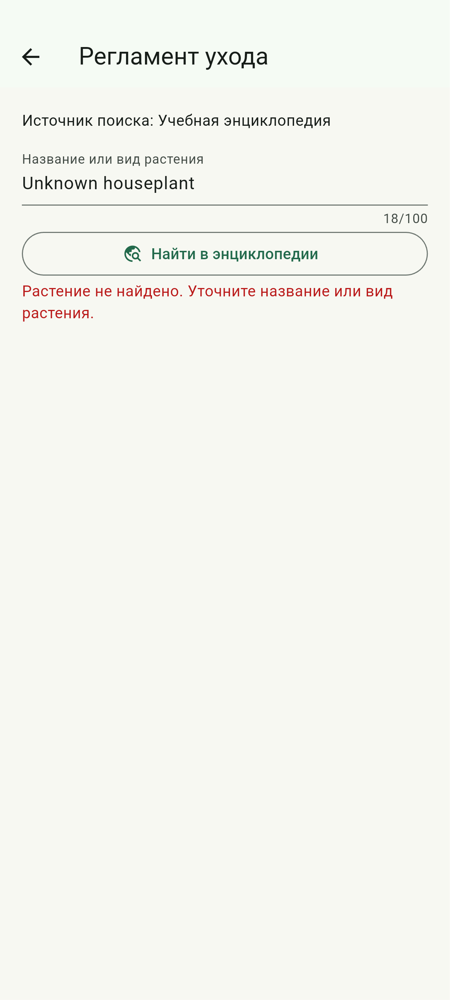 Регламент ухода
Источник поиска: Учебная энциклопедия
Название или вид растения
Unknown houseplant
18/100
Найти в энциклопедии
Растение не найдено. Уточните название или вид
растения.